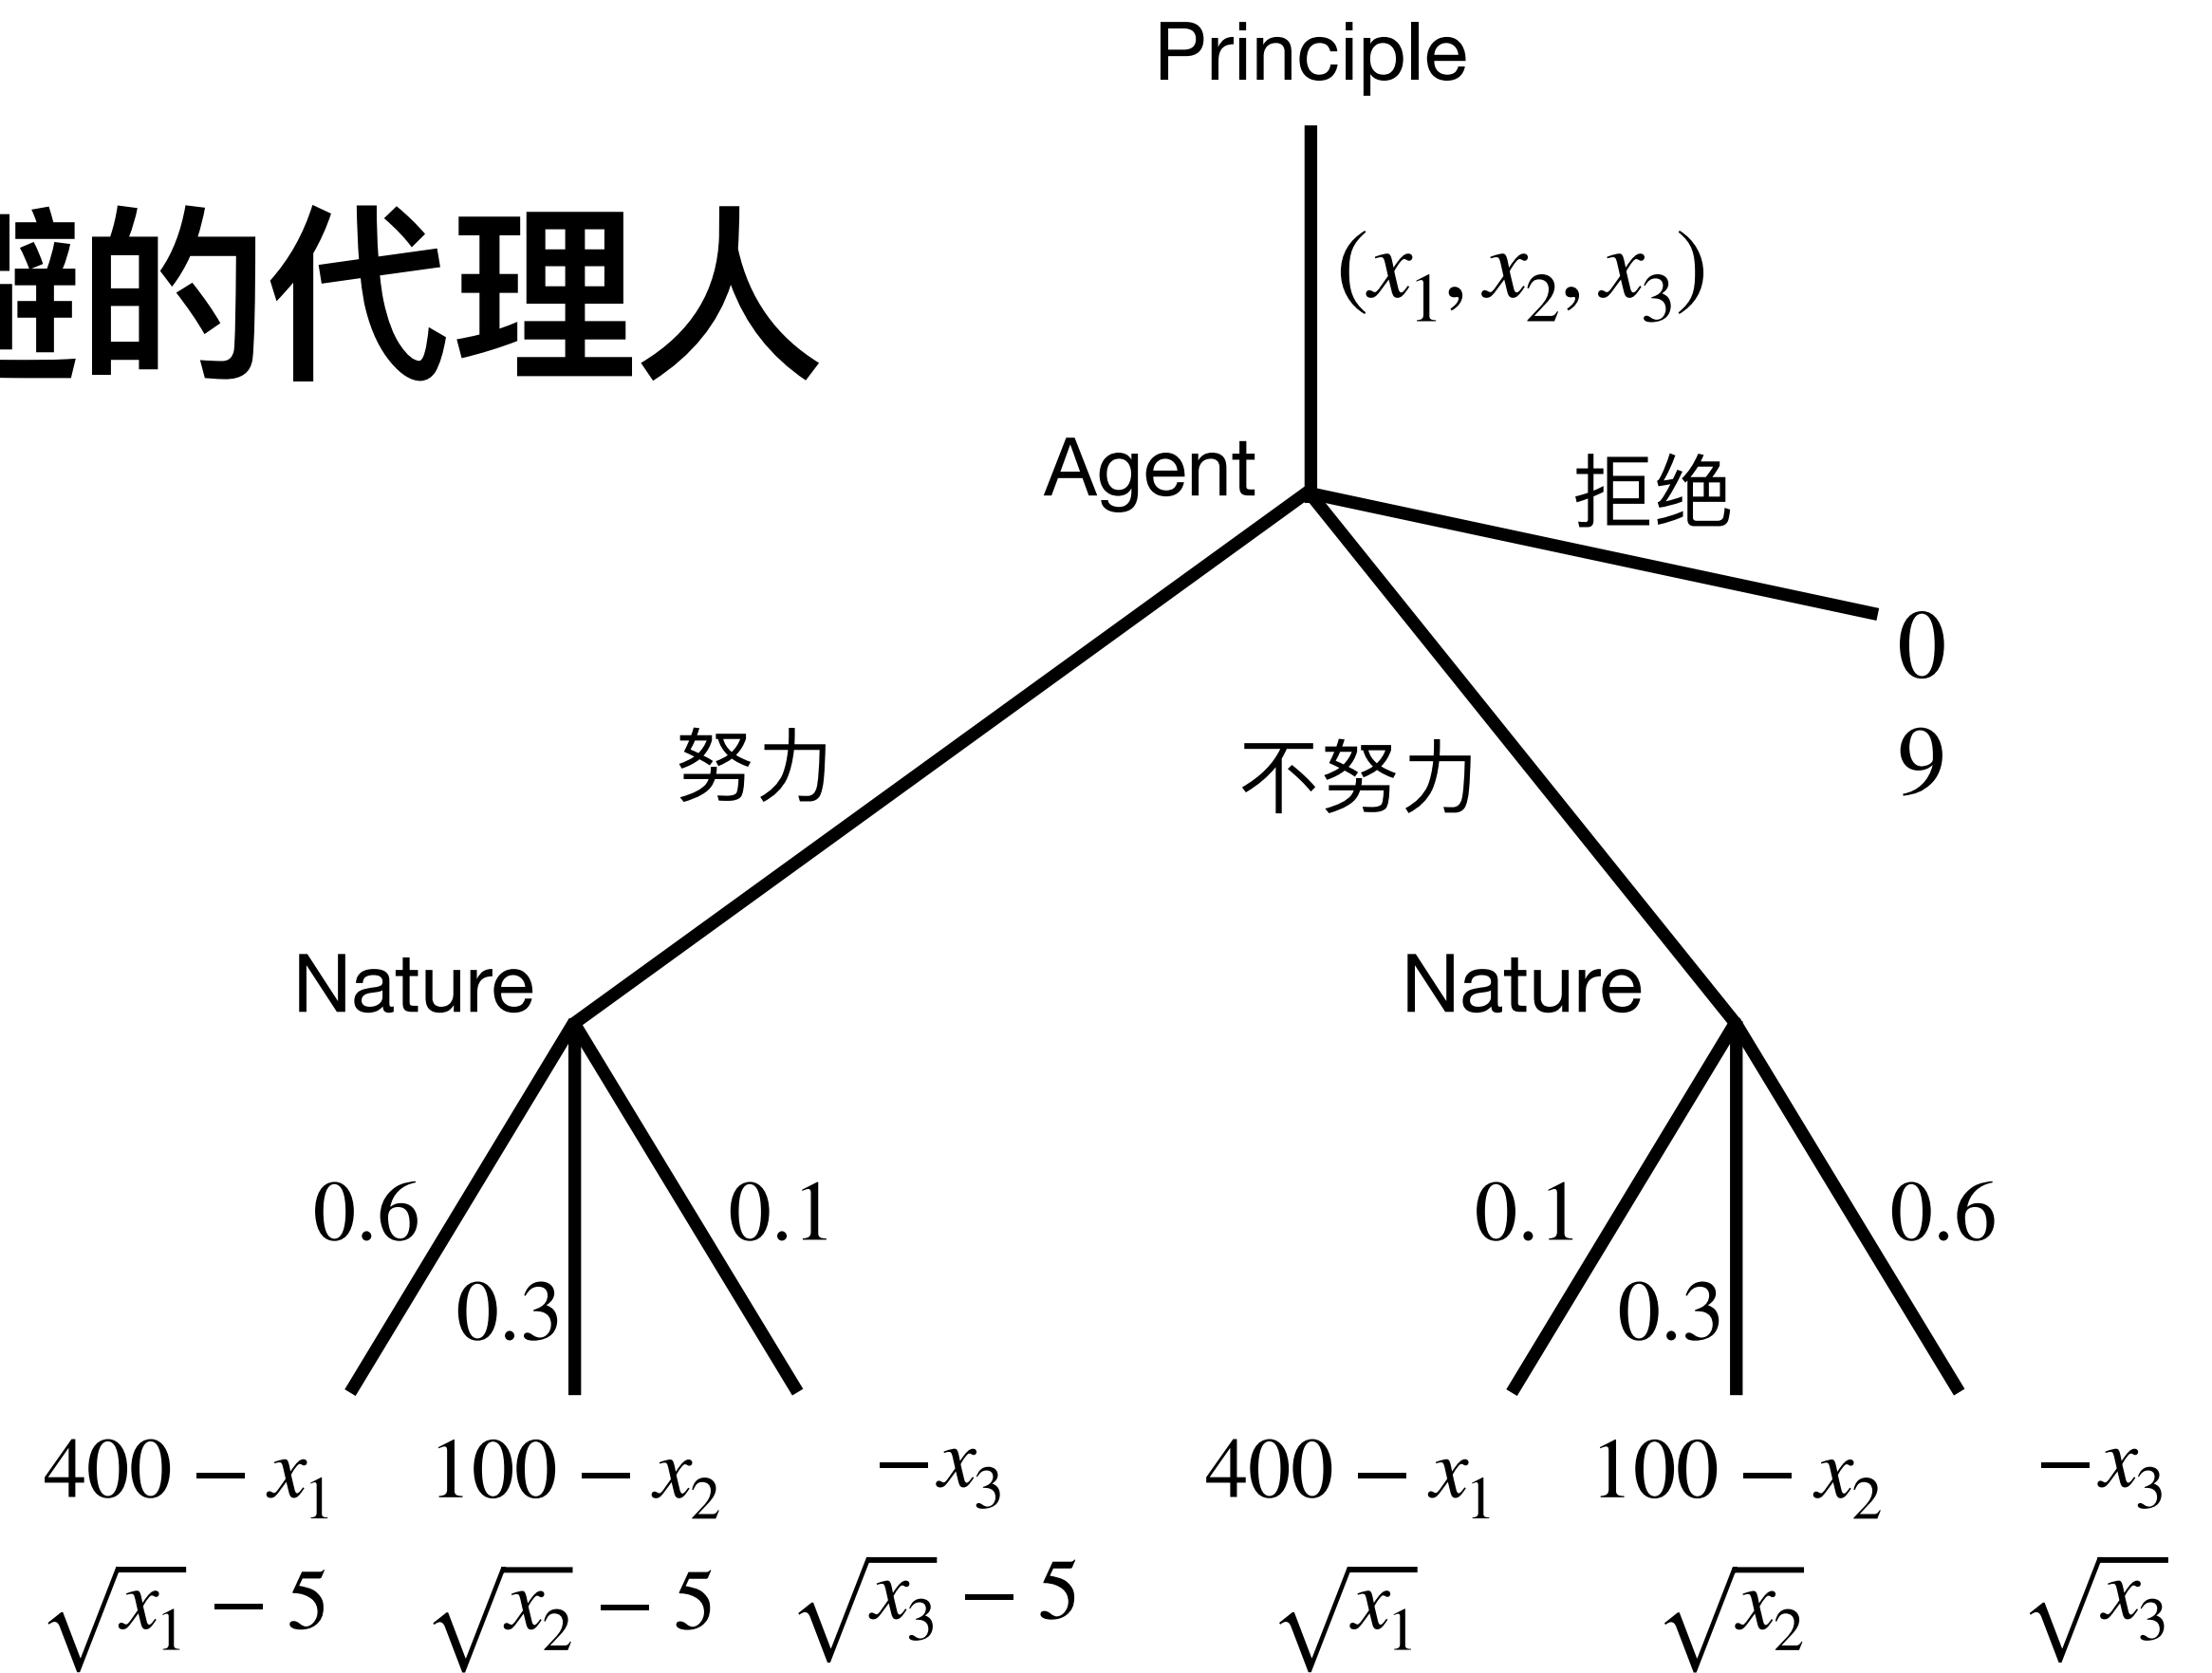 Principle
的代理人
(x₁, x₂, x₃)
Agent
拒绝
0
9
努力
不努力
Nature
Nature
0.6
0.1
0.1
0.6
0.3
0.3
400 − x₁
100 − x₂
−x₃
400 − x₁
100 − x₂
−x₃
√x₁ − 5
√x₂ − 5
√x₃ − 5
√x₁
√x₂
√x₃